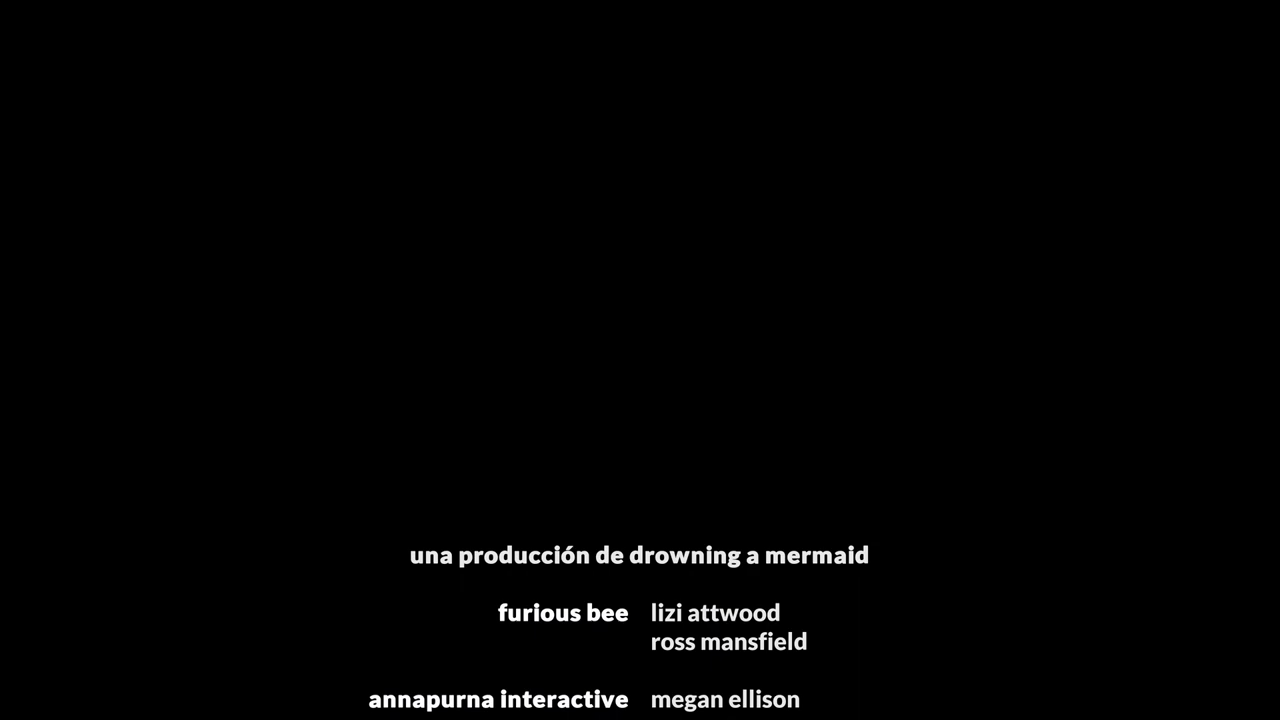 una producción de drowning a mermaid
furious bee lizi attwood
ross mansfield
annapurna interactive megan ellison